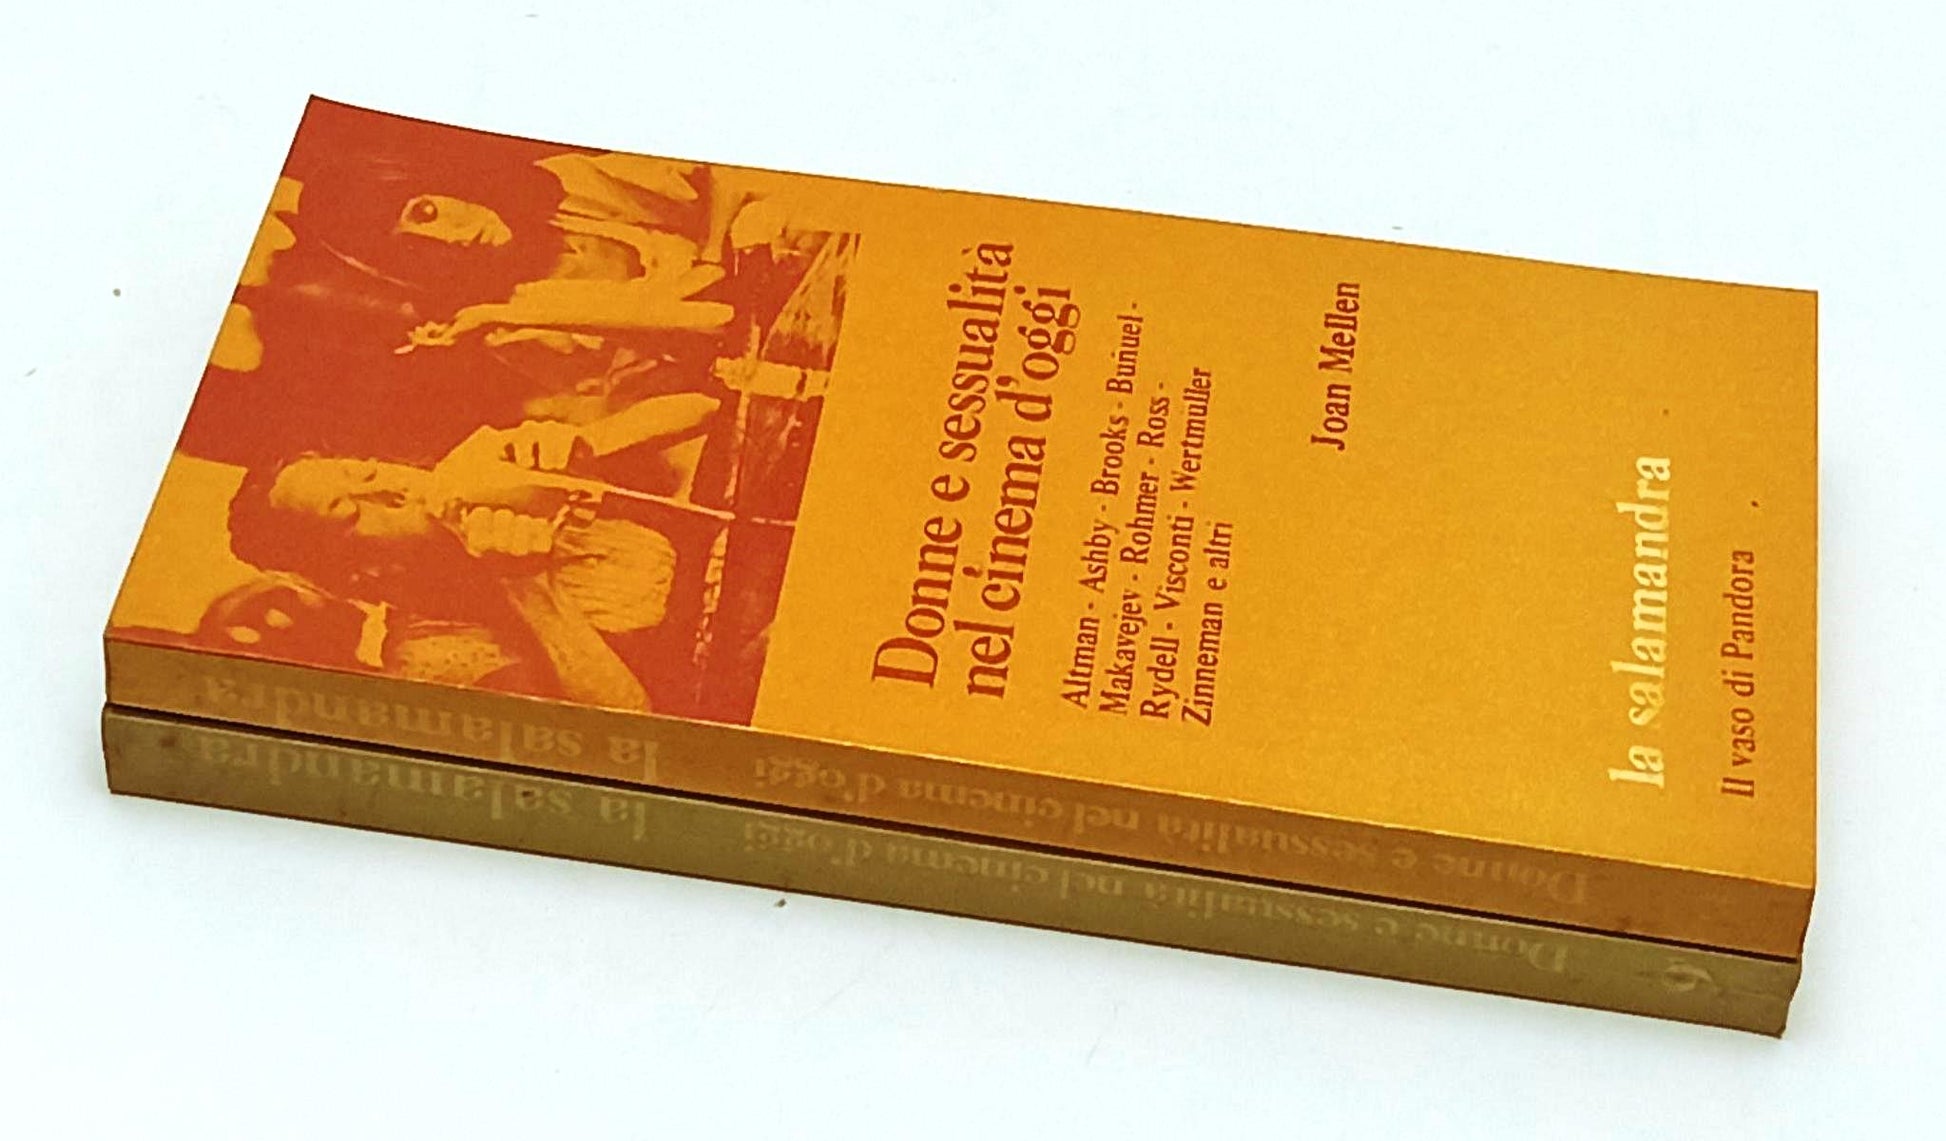 Donne e sessualità
nel cinema d'oggi
Altman - Ashby - Brooks - Buñuel -
Makavejev - Rohmer - Ross -
Rydell - Visconti - Wertmuller
Zinneman e altri
Joan Mellen
la salamandra
Il vaso di Pandora
Donne e sessualità nel cinema d'oggi
la salamandra
Donne e sessualità nel cinema d'oggi
la salamandra